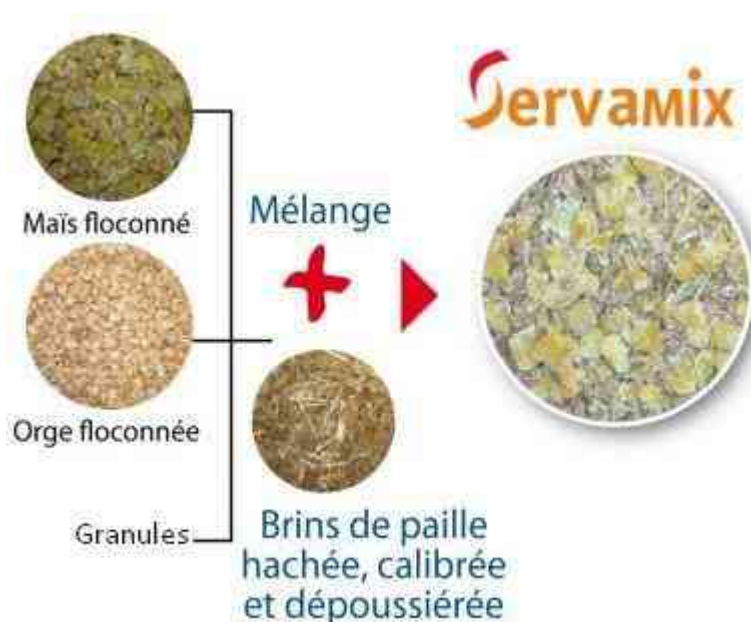 Servamix
Maïs floconné
Mélange
Orge floconnée
Granules
Brins de paille
hachée, calibrée
et dépoussiérée